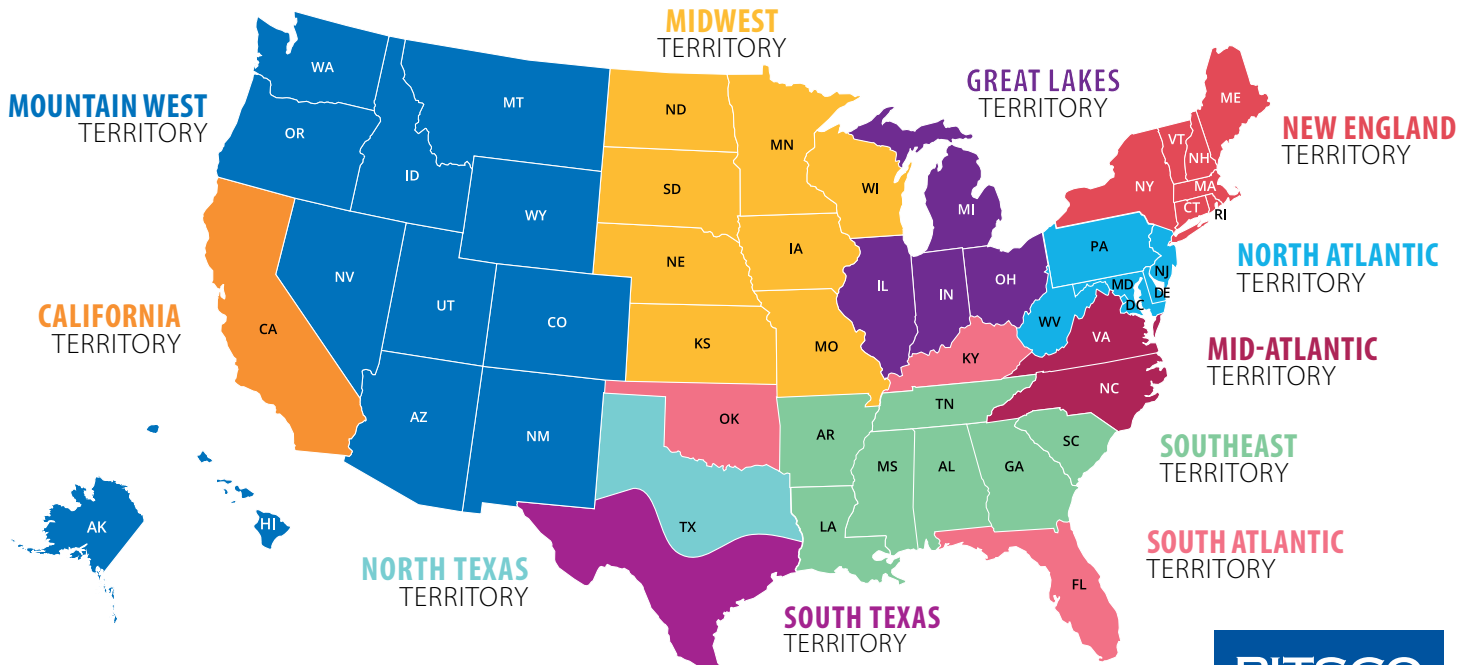 MIDWEST
TERRITORY
GREAT LAKES
TERRITORY
MOUNTAIN WEST
TERRITORY
NEW ENGLAND
TERRITORY
NORTH ATLANTIC
TERRITORY
CALIFORNIA
TERRITORY
MID-ATLANTIC
TERRITORY
SOUTHEAST
TERRITORY
SOUTH ATLANTIC
TERRITORY
NORTH TEXAS
TERRITORY
SOUTH TEXAS
TERRITORY
WA
OR
ID
MT
WY
NV
UT
CO
CA
AZ
NM
AK
HI
ND
SD
NE
KS
MN
IA
MO
WI
IL
IN
MI
OH
KY
OK
TX
AR
LA
MS
AL
TN
GA
SC
FL
NC
VA
WV
PA
MD
DC
DE
NJ
NY
CT
RI
MA
VT
NH
ME